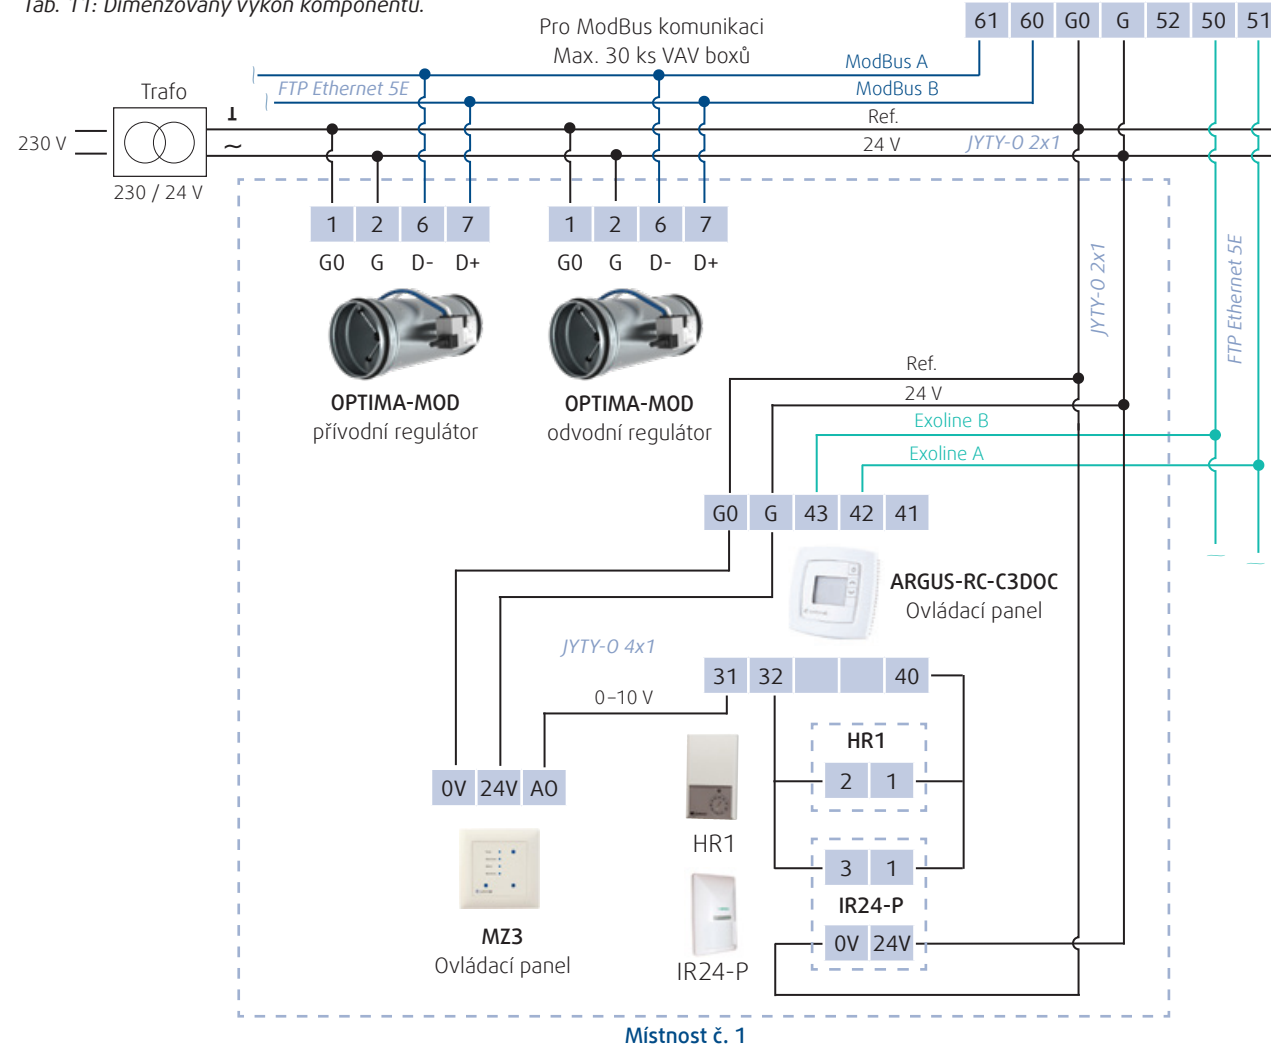 Tab. 11: Dimenzovaný výkon komponentů.
Pro ModBus komunikaci
Max. 30 ks VAV boxů
61 60 G0 G 52 50 51
ModBus A
FTP Ethernet 5E
ModBus B
Trafo
Ref.
230 V
~
24 V
JYTY-O 2x1
230 / 24 V
1 2 6 7
1 2 6 7
G0 G D- D+
G0 G D- D+
JYTY-O 2x1
FTP Ethernet 5E
OPTIMA-MOD
přívodní regulátor
OPTIMA-MOD
odvodní regulátor
Ref.
24 V
Exoline B
Exoline A
G0 G 43 42 41
ARGUS-RC-C3DOC
Ovládací panel
JYTY-O 4x1
31 32 40
0–10 V
HR1
2 1
0V 24V AO
HR1
3 1
IR24-P
0V 24V
MZ3
Ovládací panel
IR24-P
Místnost č. 1